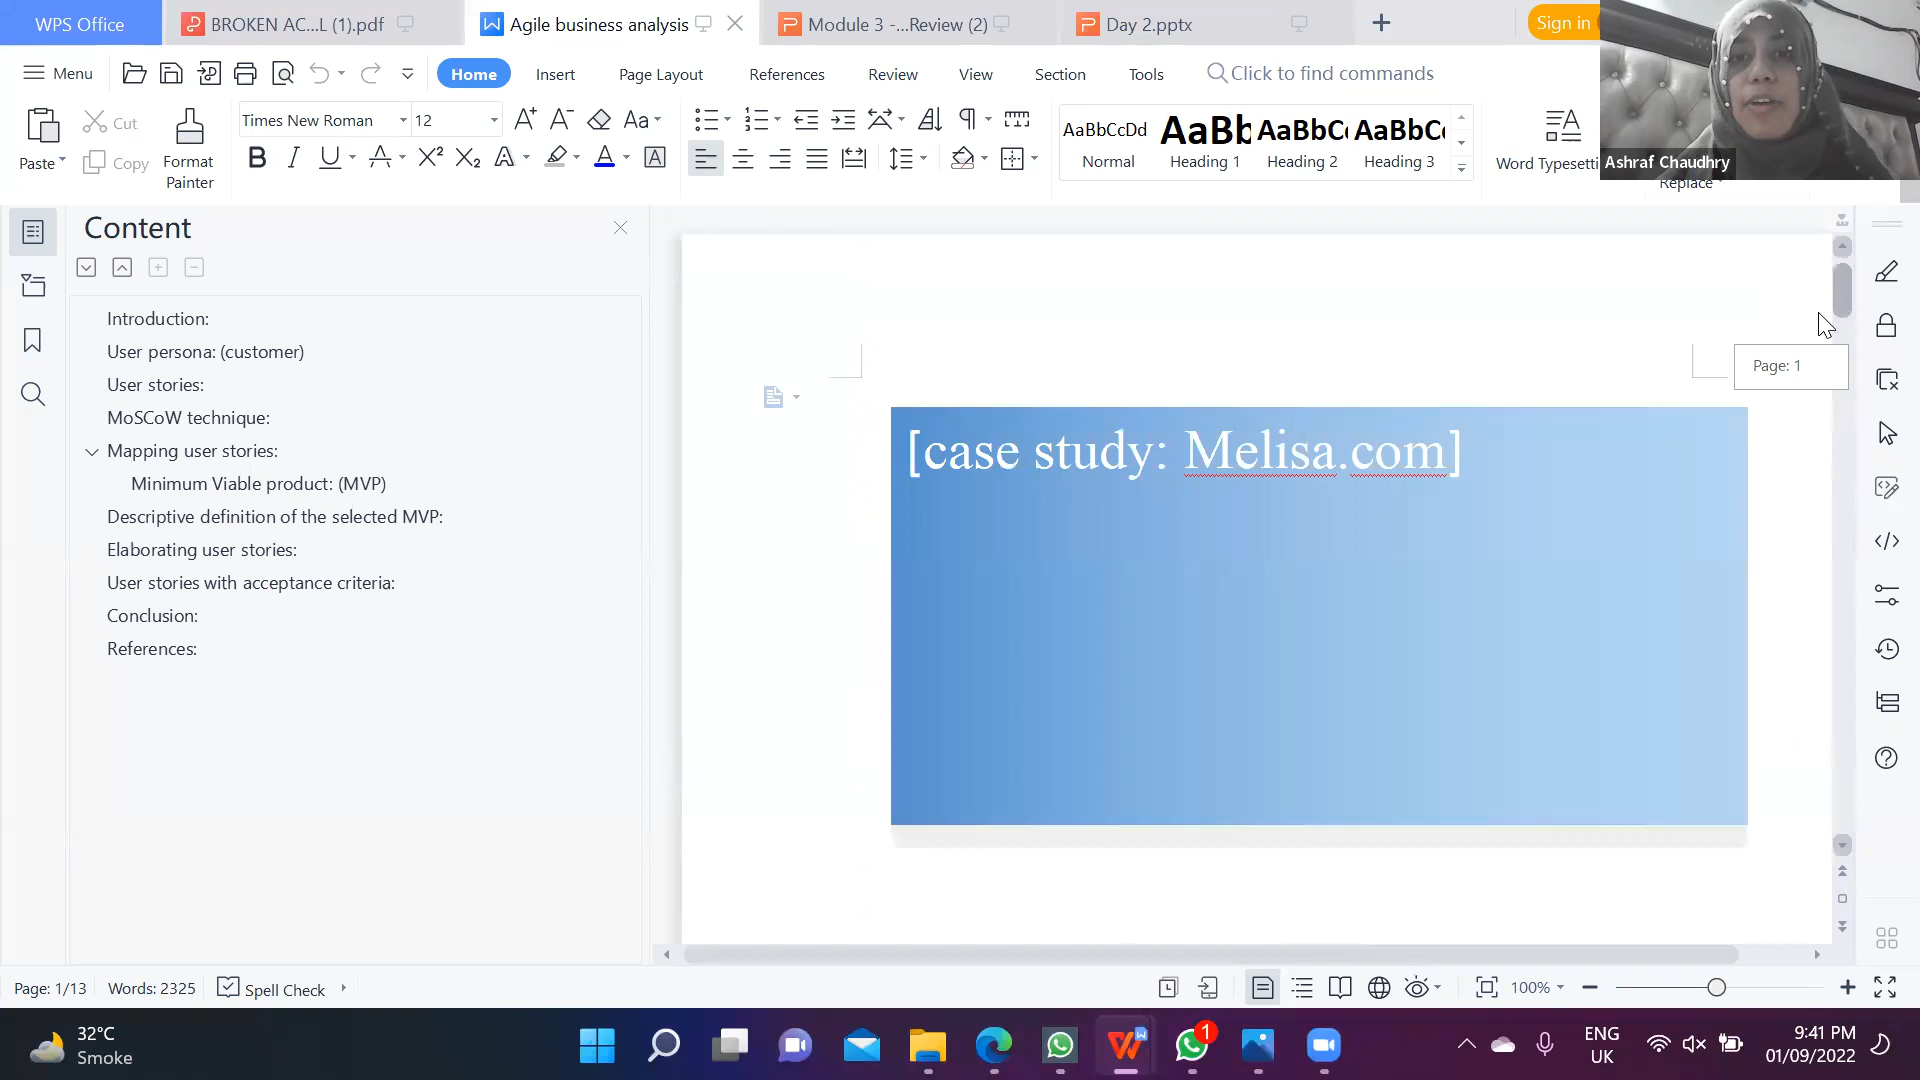 WPS Office
BROKEN AC...L (1).pdf
Agile business analysis
Module 3 -...Review (2)
Day 2.pptx
Sign in
Menu
Home
Insert
Page Layout
References
Review
View
Section
Tools
Click to find commands
Paste
Cut
Copy
Format
Painter
Times New Roman
12
AaBbCcDd
Normal
AaBb
Heading 1
AaBbC
Heading 2
AaBbC
Heading 3
Word Typesetti
Replace
Ashraf Chaudhry
Content
Introduction:
User persona: (customer)
User stories:
MoSCoW technique:
Mapping user stories:
Minimum Viable product: (MVP)
Descriptive definition of the selected MVP:
Elaborating user stories:
User stories with acceptance criteria:
Conclusion:
References:
Page: 1
[case study: Melisa.com]
Page: 1/13
Words: 2325
Spell Check
100%
32°C
Smoke
1
ENG
UK
9:41 PM
01/09/2022